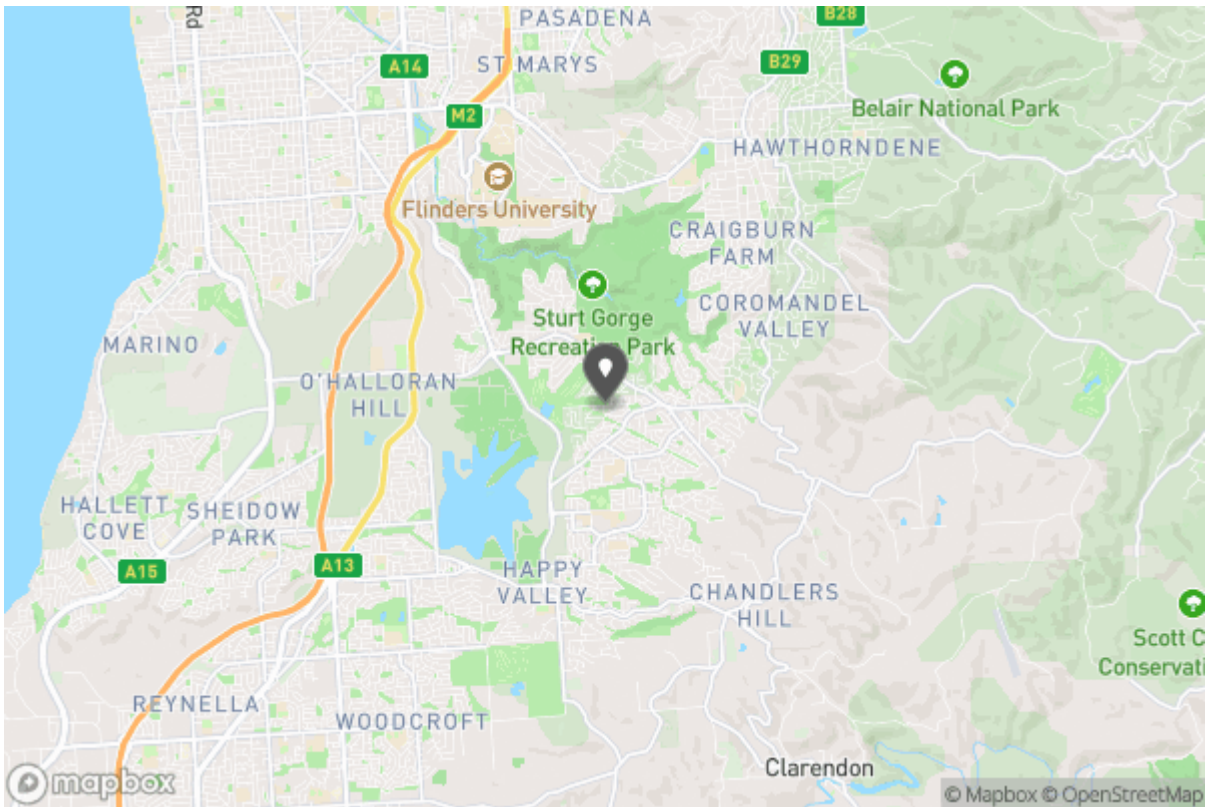 Rd
PASADENA
B28
A14
ST MARYS
B29
M2
Belair National Park
HAWTHORNDENE
Flinders University
CRAIGBURN
FARM
Sturt Gorge
Recreation Park
COROMANDEL
VALLEY
MARINO
O'HALLORAN
HILL
HALLETT
COVE
SHEIDOW
PARK
A15
A13
HAPPY
VALLEY
CHANDLERS
HILL
Scott C
Conservati
REYNELLA
WOODCROFT
Clarendon
mapbox
© Mapbox © OpenStreetMap